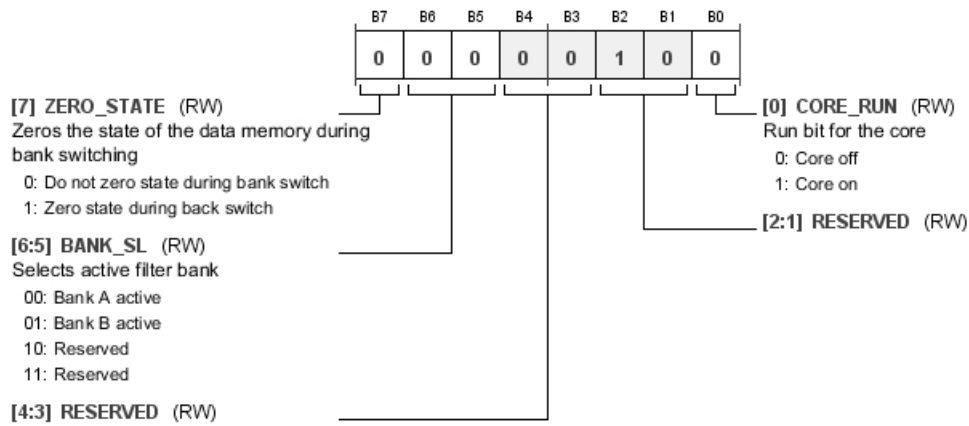 B7 B6 B5 B4 B3 B2 B1 B0
0 0 0 0 0 1 0 0
[7] ZERO_STATE (RW)
Zeros the state of the data memory during
bank switching
0: Do not zero state during bank switch
1: Zero state during back switch
[6:5] BANK_SL (RW)
Selects active filter bank
00: Bank A active
01: Bank B active
10: Reserved
11: Reserved
[4:3] RESERVED (RW)
[0] CORE_RUN (RW)
Run bit for the core
0: Core off
1: Core on
[2:1] RESERVED (RW)